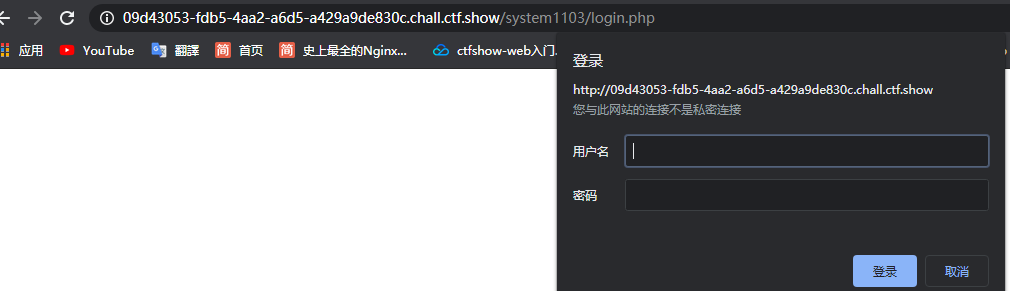 09d43053-fdb5-4aa2-a6d5-a429a9de830c.chall.ctf.show/system1103/login.php
应用 YouTube 翻譯 简 首页 简 史上最全的Nginx... ctfshow-web入门...
登录
http://09d43053-fdb5-4aa2-a6d5-a429a9de830c.chall.ctf.show
您与此网站的连接不是私密连接
用户名
密码
登录 取消